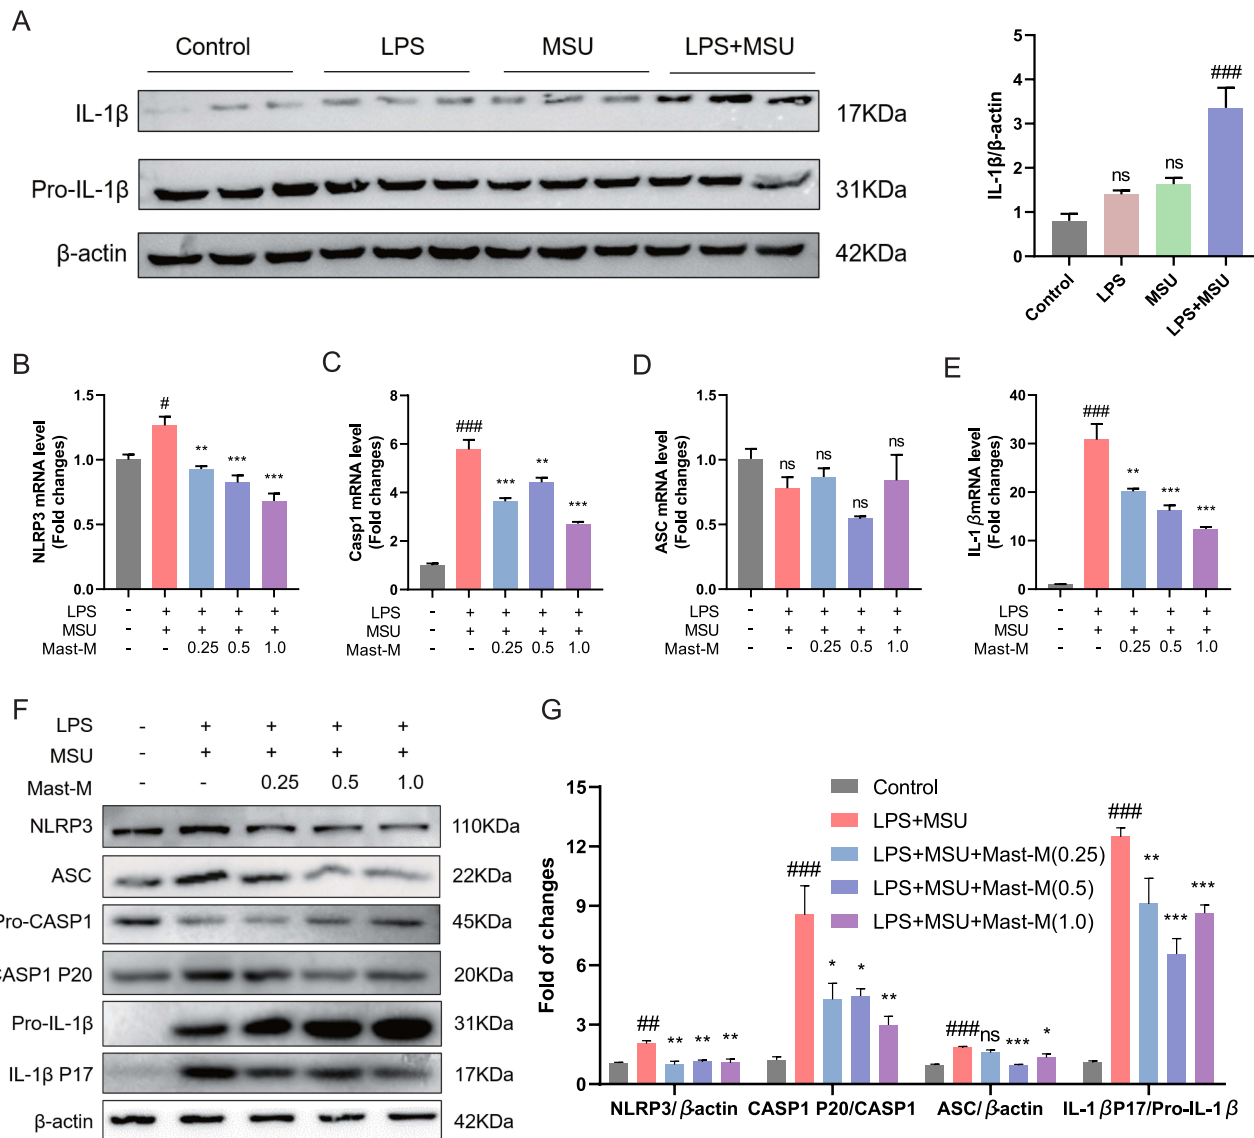 A
Control LPS MSU LPS+MSU
IL-1β 17KDa
Pro-IL-1β 31KDa
β-actin 42KDa
IL-1β/β-actin
5
4
3
2
1
0
ns ns ###
Control LPS MSU LPS+MSU
B
NLRP3 mRNA level
(Fold changes)
1.5
1.0
0.5
0.0
# ** *** ***
LPS - + + + +
MSU - + + + +
Mast-M - - 0.25 0.5 1.0
C
Casp1 mRNA level
(Fold changes)
8
6
4
2
0
### *** ** ***
LPS - + + + +
MSU - + + + +
Mast-M - - 0.25 0.5 1.0
D
ASC mRNA level
(Fold changes)
1.5
1.0
0.5
0.0
ns ns ns ns
LPS - + + + +
MSU - + + + +
Mast-M - - 0.25 0.5 1.0
E
IL-1βmRNA level
(Fold changes)
40
30
20
10
0
### ** *** ***
LPS - + + + +
MSU - + + + +
Mast-M - - 0.25 0.5 1.0
F
LPS - + + + +
MSU - + + + +
Mast-M - - 0.25 0.5 1.0
NLRP3 110KDa
ASC 22KDa
Pro-CASP1 45KDa
CASP1 P20 20KDa
Pro-IL-1β 31KDa
IL-1β P17 17KDa
β-actin 42KDa
G
Fold of changes
15
12
9
6
3
0
Control
LPS+MSU
LPS+MSU+Mast-M(0.25)
LPS+MSU+Mast-M(0.5)
LPS+MSU+Mast-M(1.0)
## ** ** **
### * * **
### ns *** *
### ** *** ***
NLRP3/βactin CASP1 P20/CASP1 ASC/βactin IL-1βP17/Pro-IL-1β